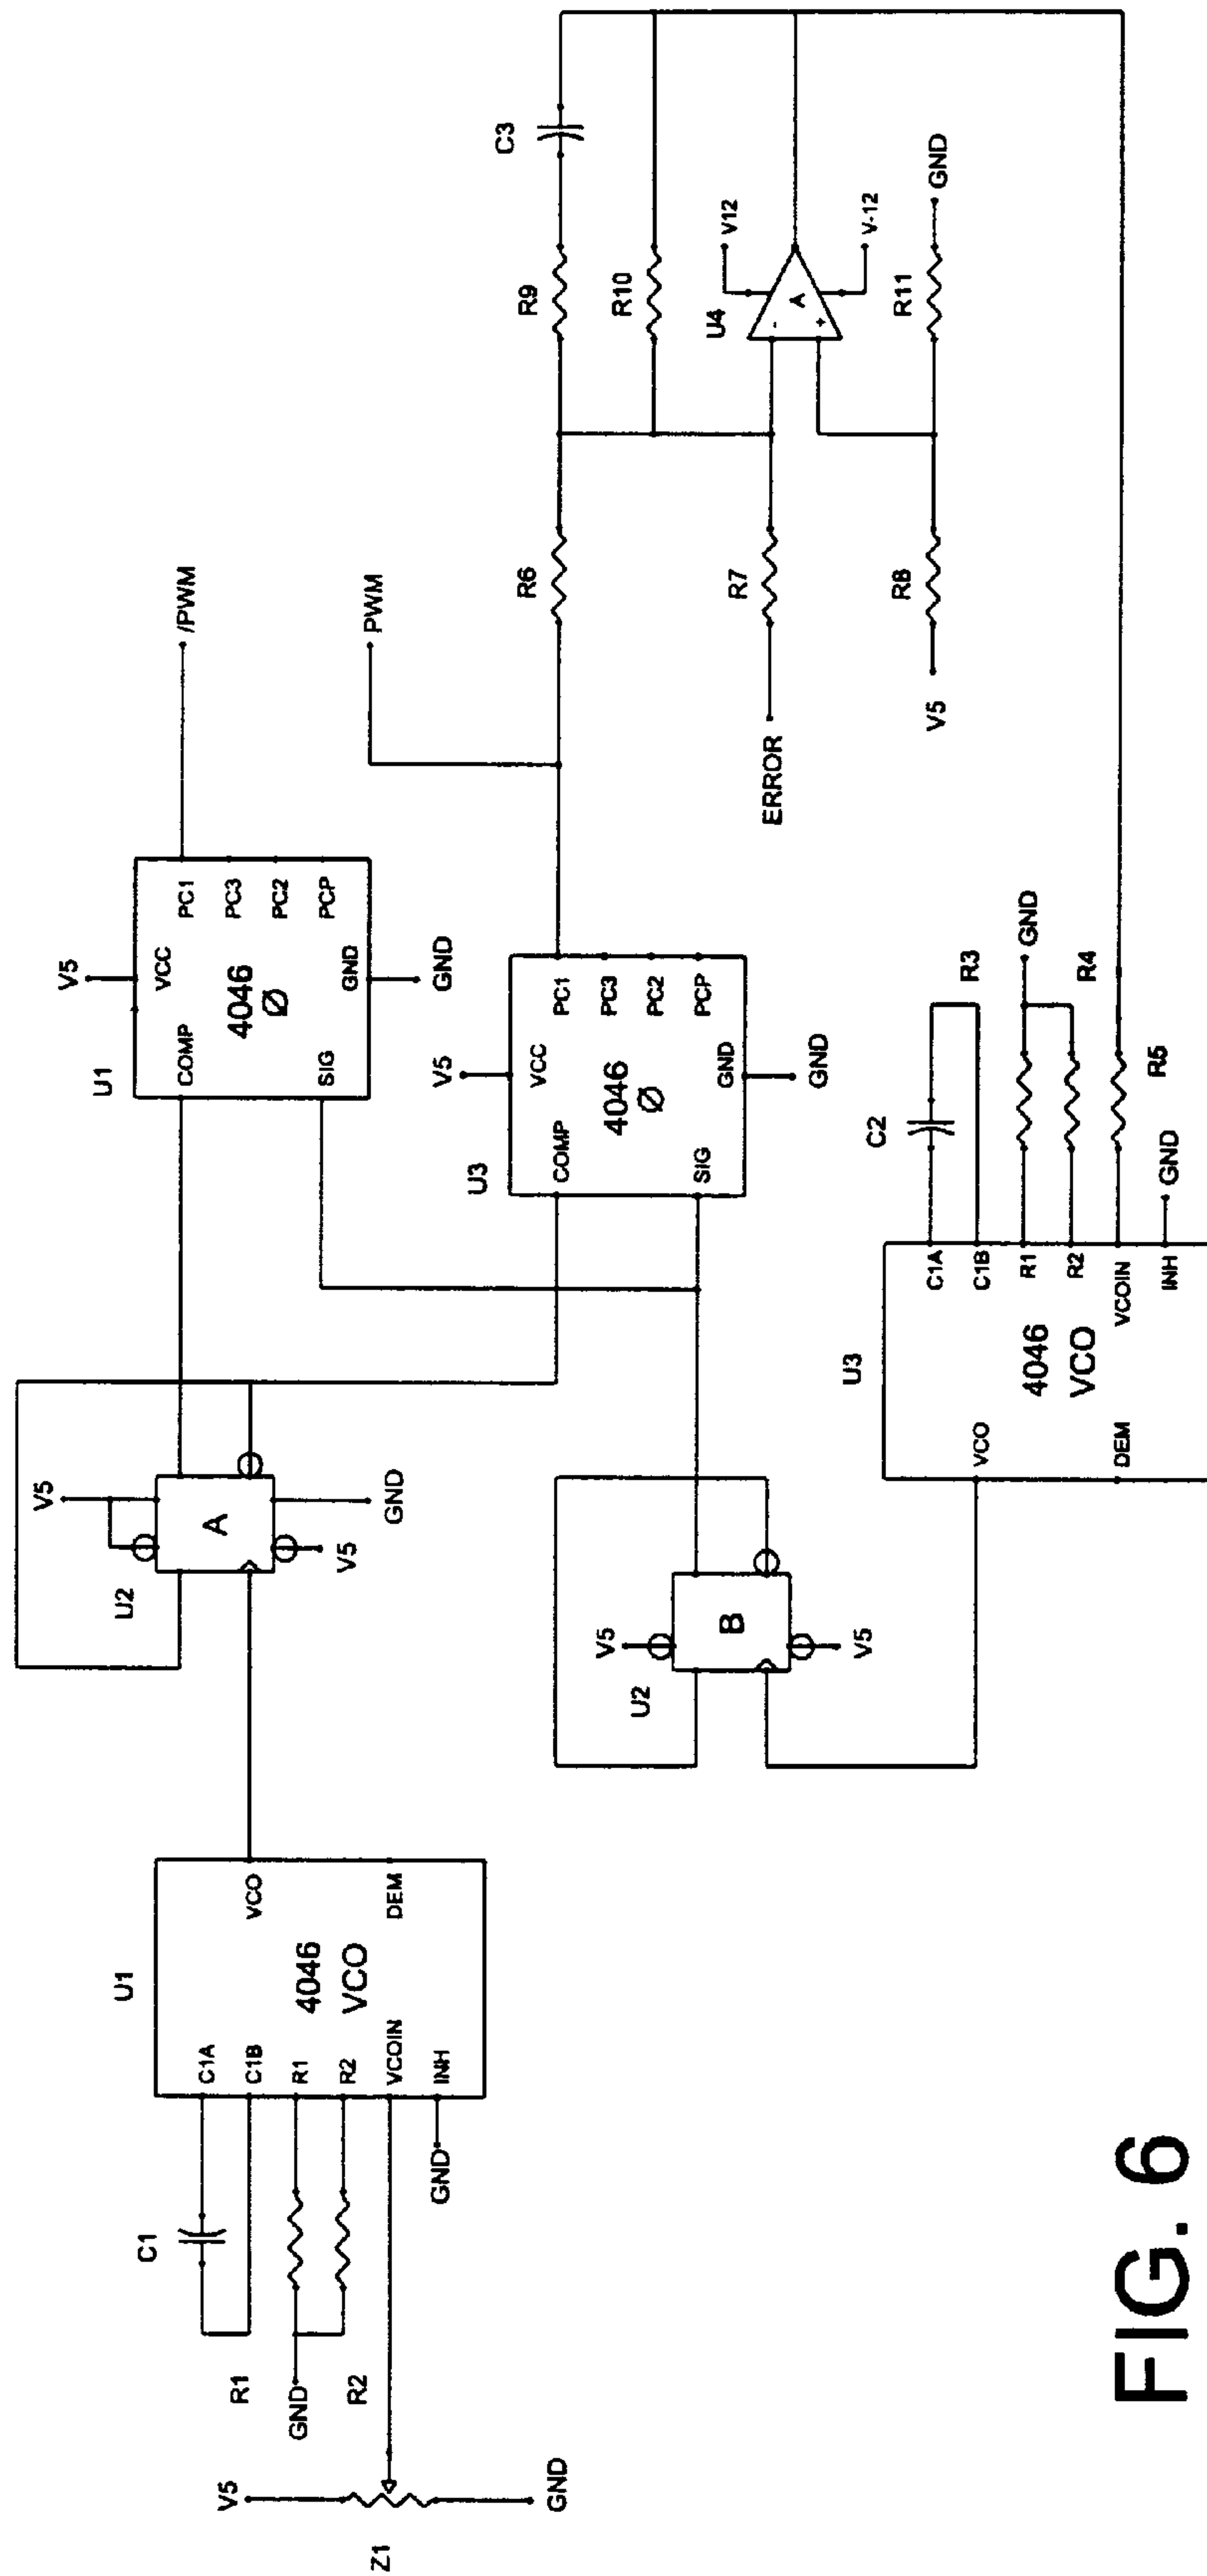 Z1
V5
GND
R1
GND
R2
C1
U1
C1A
C1B
R1
R2
VCOIN
INH
GND
4046
VCO
VCO
DEM
U2
V5
A
V5
GND
U1
COMP
SIG
V5
VCC
4046
Ø
GND
GND
PC1
PC3
PC2
PCP
/PWM
PWM
U2
V5
B
V5
U3
COMP
SIG
V5
VCC
4046
Ø
GND
GND
PC1
PC3
PC2
PCP
R6
ERROR
R7
V5
R8
R9
C3
R10
U4
V12
-
+
A
V-12
R11
GND
U3
VCO
DEM
4046
VCO
C1A
C1B
R1
R2
VCOIN
INH
C2
R3
GND
R4
R5
GND
FIG. 6